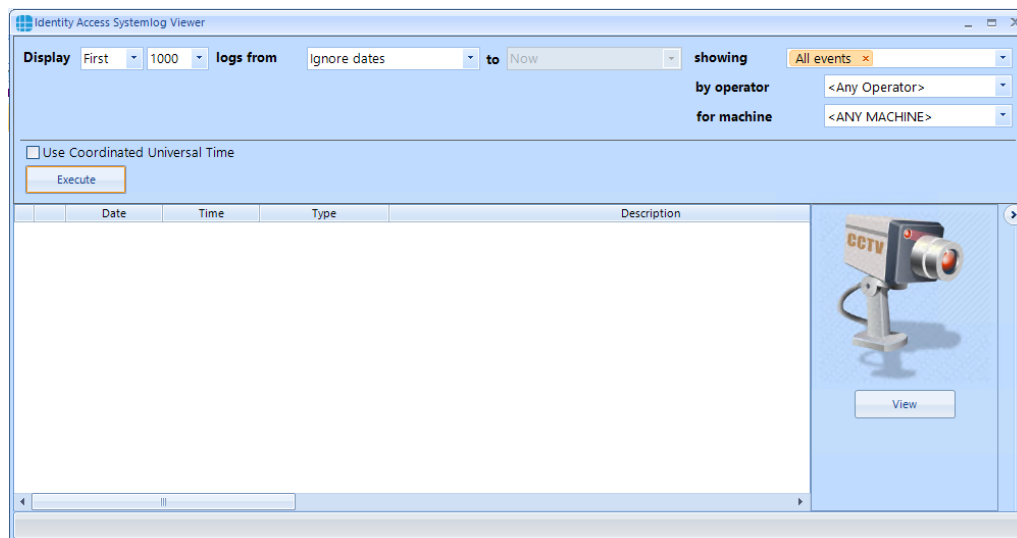 Identity Access Systemlog Viewer
Display First 1000 logs from Ignore dates to Now showing All events ×
by operator <Any Operator>
for machine <ANY MACHINE>
Use Coordinated Universal Time
Execute
Date Time Type Description
CCTV
View